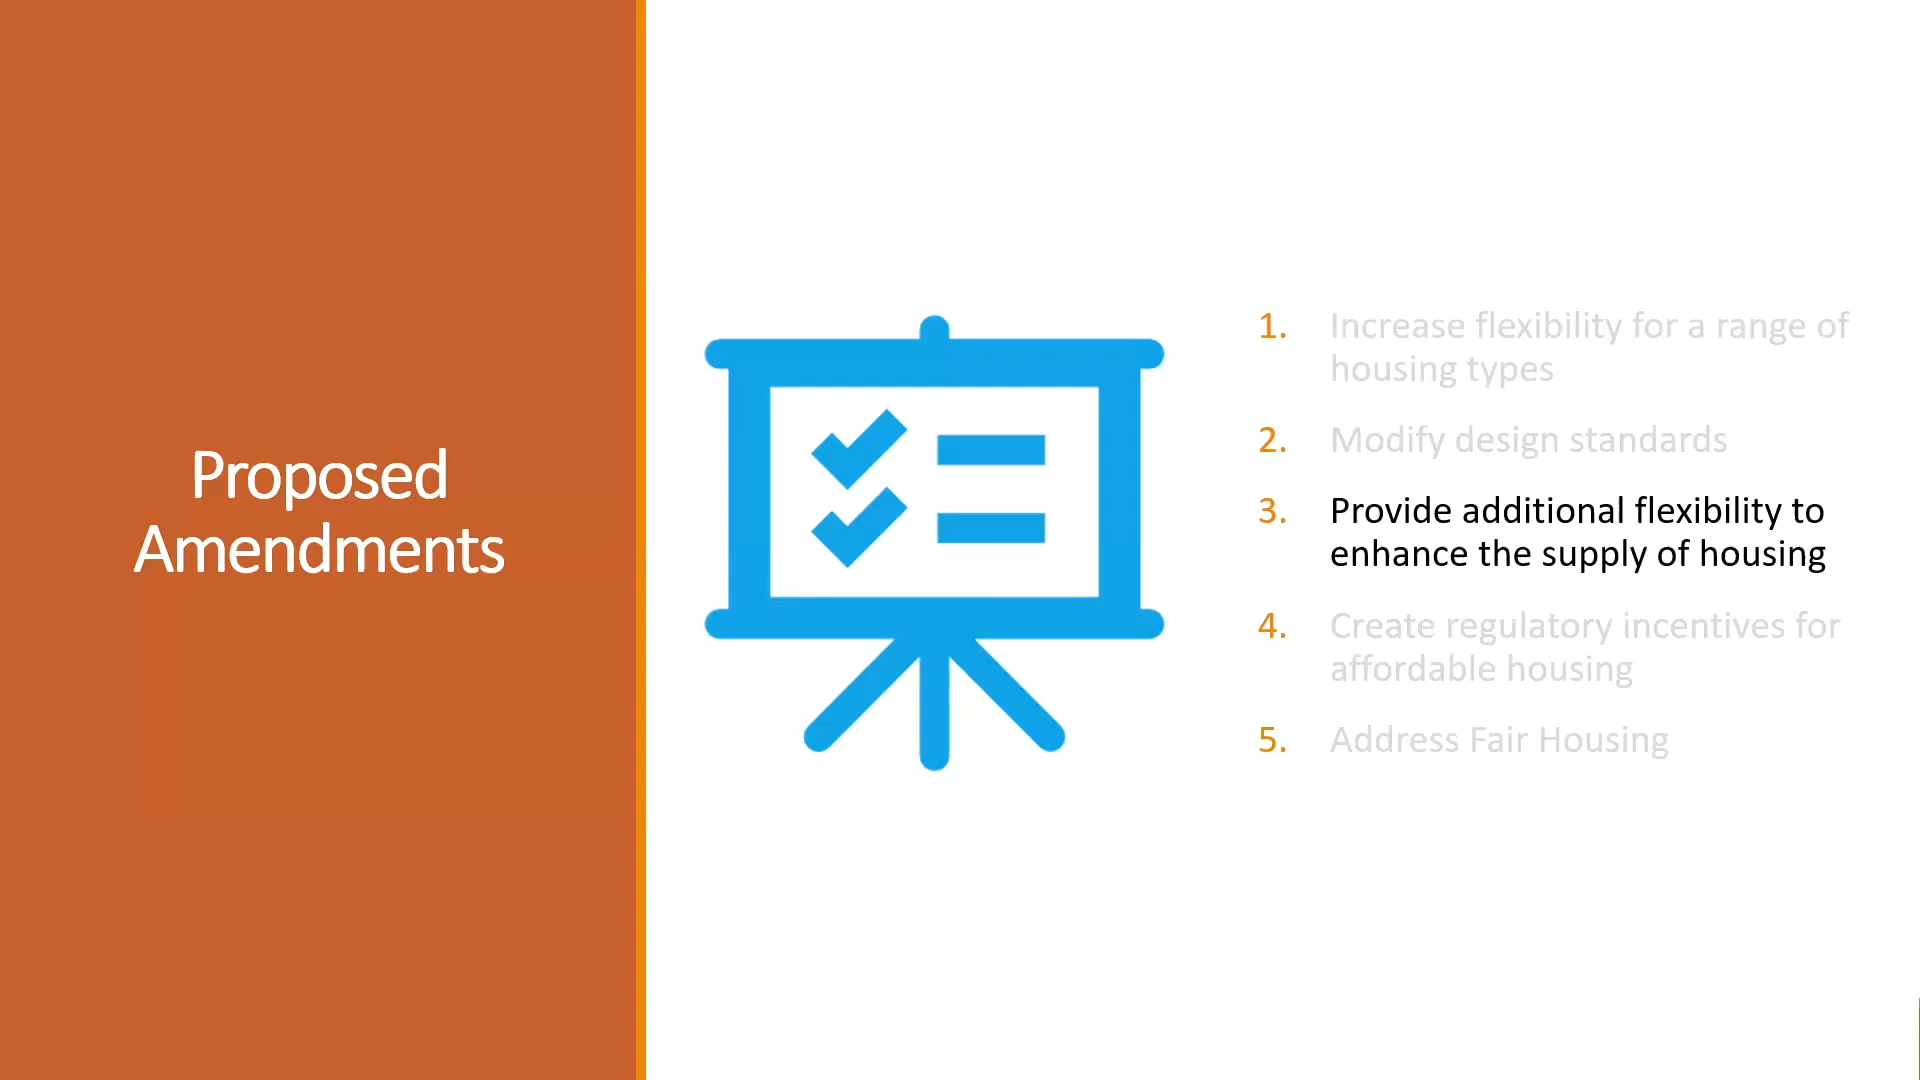 Proposed
Amendments
1. Increase flexibility for a range of
housing types
2. Modify design standards
3. Provide additional flexibility to
enhance the supply of housing
4. Create regulatory incentives for
affordable housing
5. Address Fair Housing